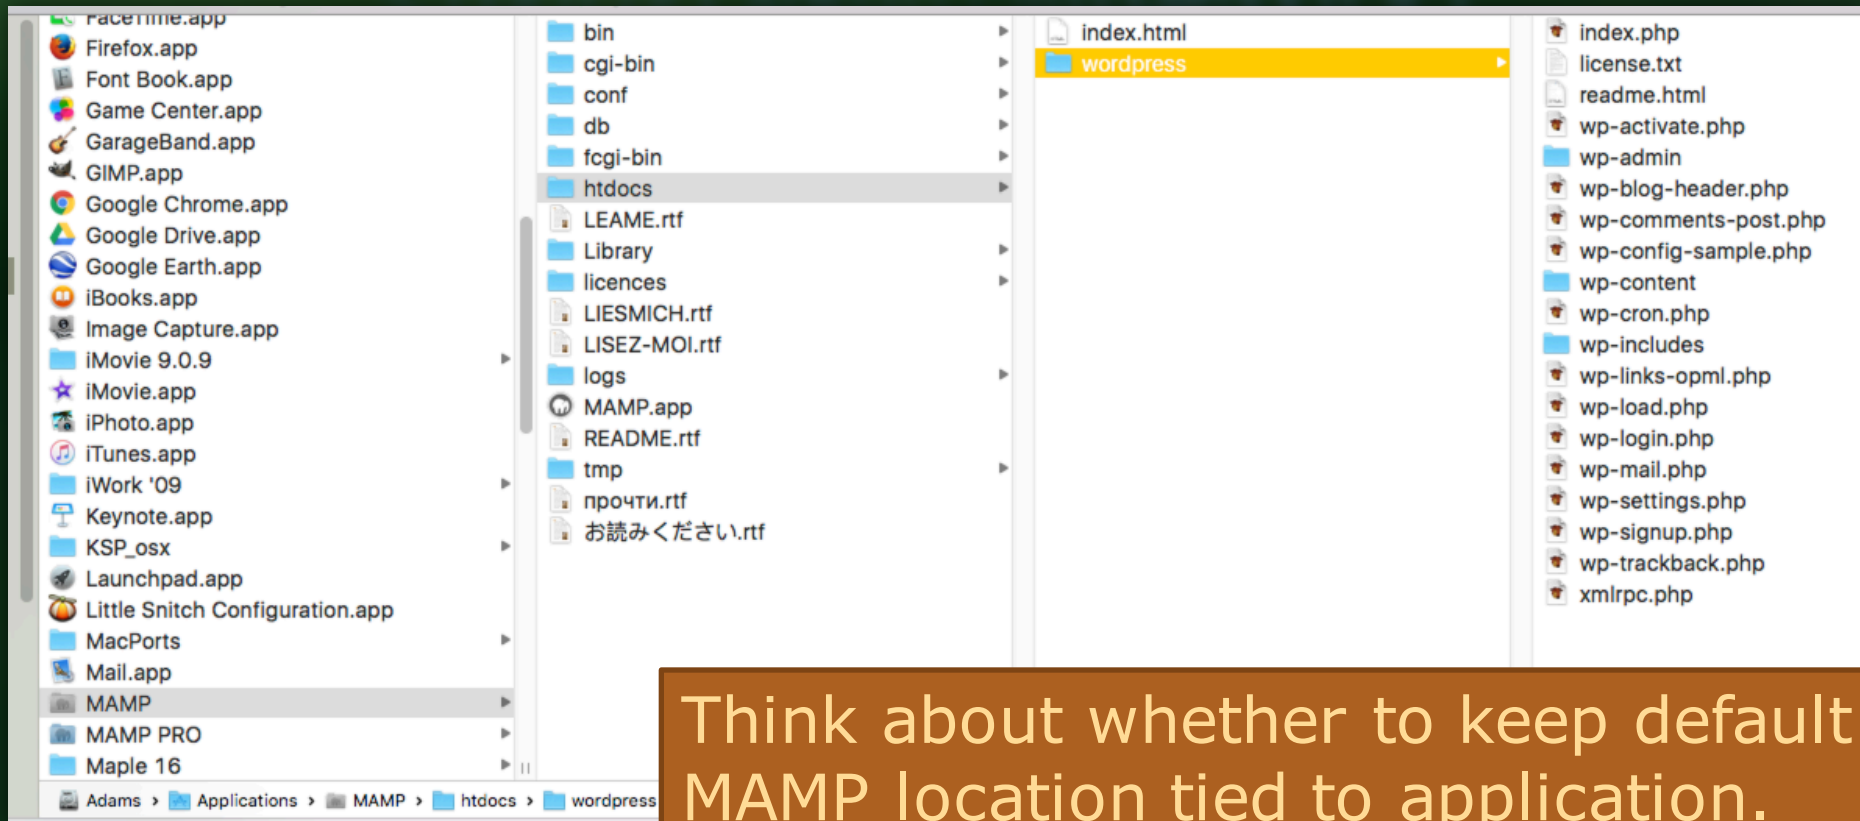 FaceTime.app
Firefox.app
Font Book.app
Game Center.app
GarageBand.app
GIMP.app
Google Chrome.app
Google Drive.app
Google Earth.app
iBooks.app
Image Capture.app
iMovie 9.0.9
iMovie.app
iPhoto.app
iTunes.app
iWork '09
Keynote.app
KSP_osx
Launchpad.app
Little Snitch Configuration.app
MacPorts
Mail.app
MAMP
MAMP PRO
Maple 16
bin
cgi-bin
conf
db
fcgi-bin
htdocs
LEAME.rtf
Library
licences
LIESMICH.rtf
LISEZ-MOI.rtf
logs
MAMP.app
README.rtf
tmp
прочти.rtf
お読みください.rtf
index.html
wordpress
index.php
license.txt
readme.html
wp-activate.php
wp-admin
wp-blog-header.php
wp-comments-post.php
wp-config-sample.php
wp-content
wp-cron.php
wp-includes
wp-links-opml.php
wp-load.php
wp-login.php
wp-mail.php
wp-settings.php
wp-signup.php
wp-trackback.php
xmlrpc.php
Adams › Applications › MAMP › htdocs › wordpress
Think about whether to keep default
MAMP location tied to application.